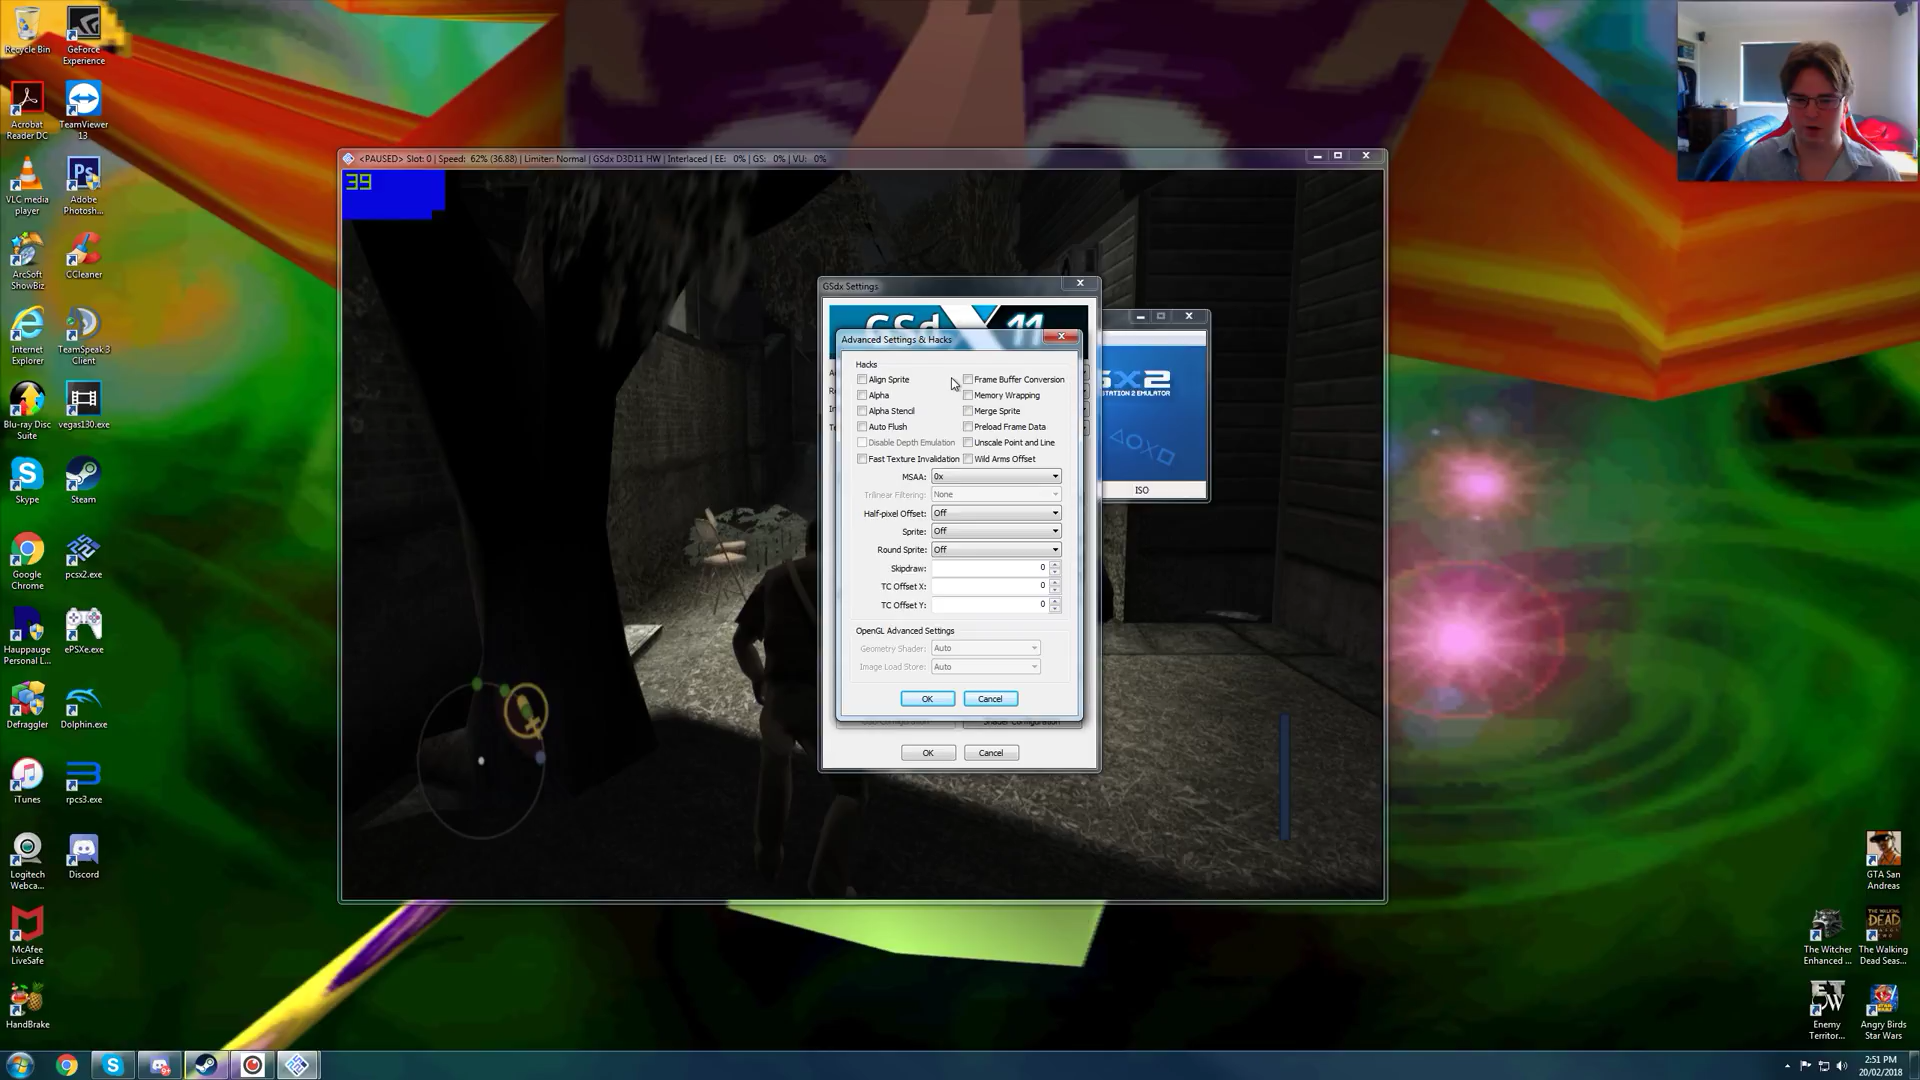 Recycle Bin
GeForce
Experience
Acrobat
Reader DC
TeamViewer
13
VLC media
player
Adobe
Photosh...
ArcSoft
ShowBiz
CCleaner
Internet
Explorer
TeamSpeak 3
Client
Blu-ray Disc
Suite
vegas130.exe
Skype
Steam
Google
Chrome
pcsx2.exe
Hauppauge
Personal L...
ePSXe.exe
Defraggler
Dolphin.exe
iTunes
rpcs3.exe
Logitech
Webca...
Discord
McAfee
LiveSafe
HandBrake
<PAUSED> Slot: 0 | Speed: 62% (36.88) | Limiter: Normal | GSdx D3D11 HW | Interlaced | EE: 0% | GS: 0% | VU: 0%
39
GSdx Settings
Advanced Settings & Hacks
Hacks
Align Sprite
Frame Buffer Conversion
Alpha
Memory Wrapping
Alpha Stencil
Merge Sprite
Auto Flush
Preload Frame Data
Disable Depth Emulation
Unscale Point and Line
Fast Texture Invalidation
Wild Arms Offset
MSAA: 0x
Trilinear Filtering: None
Half-pixel Offset: Off
Sprite: Off
Round Sprite: Off
Skipdraw: 0
TC Offset X: 0
TC Offset Y: 0
OpenGL Advanced Settings
Geometry Shader: Auto
Image Load Store: Auto
OK
Cancel
OK
Cancel
ISO
GTA San
Andreas
The Witcher
Enhanced ...
The Walking
Dead Seas...
Enemy
Territor...
Angry Birds
Star Wars
2:51 PM
20/02/2018